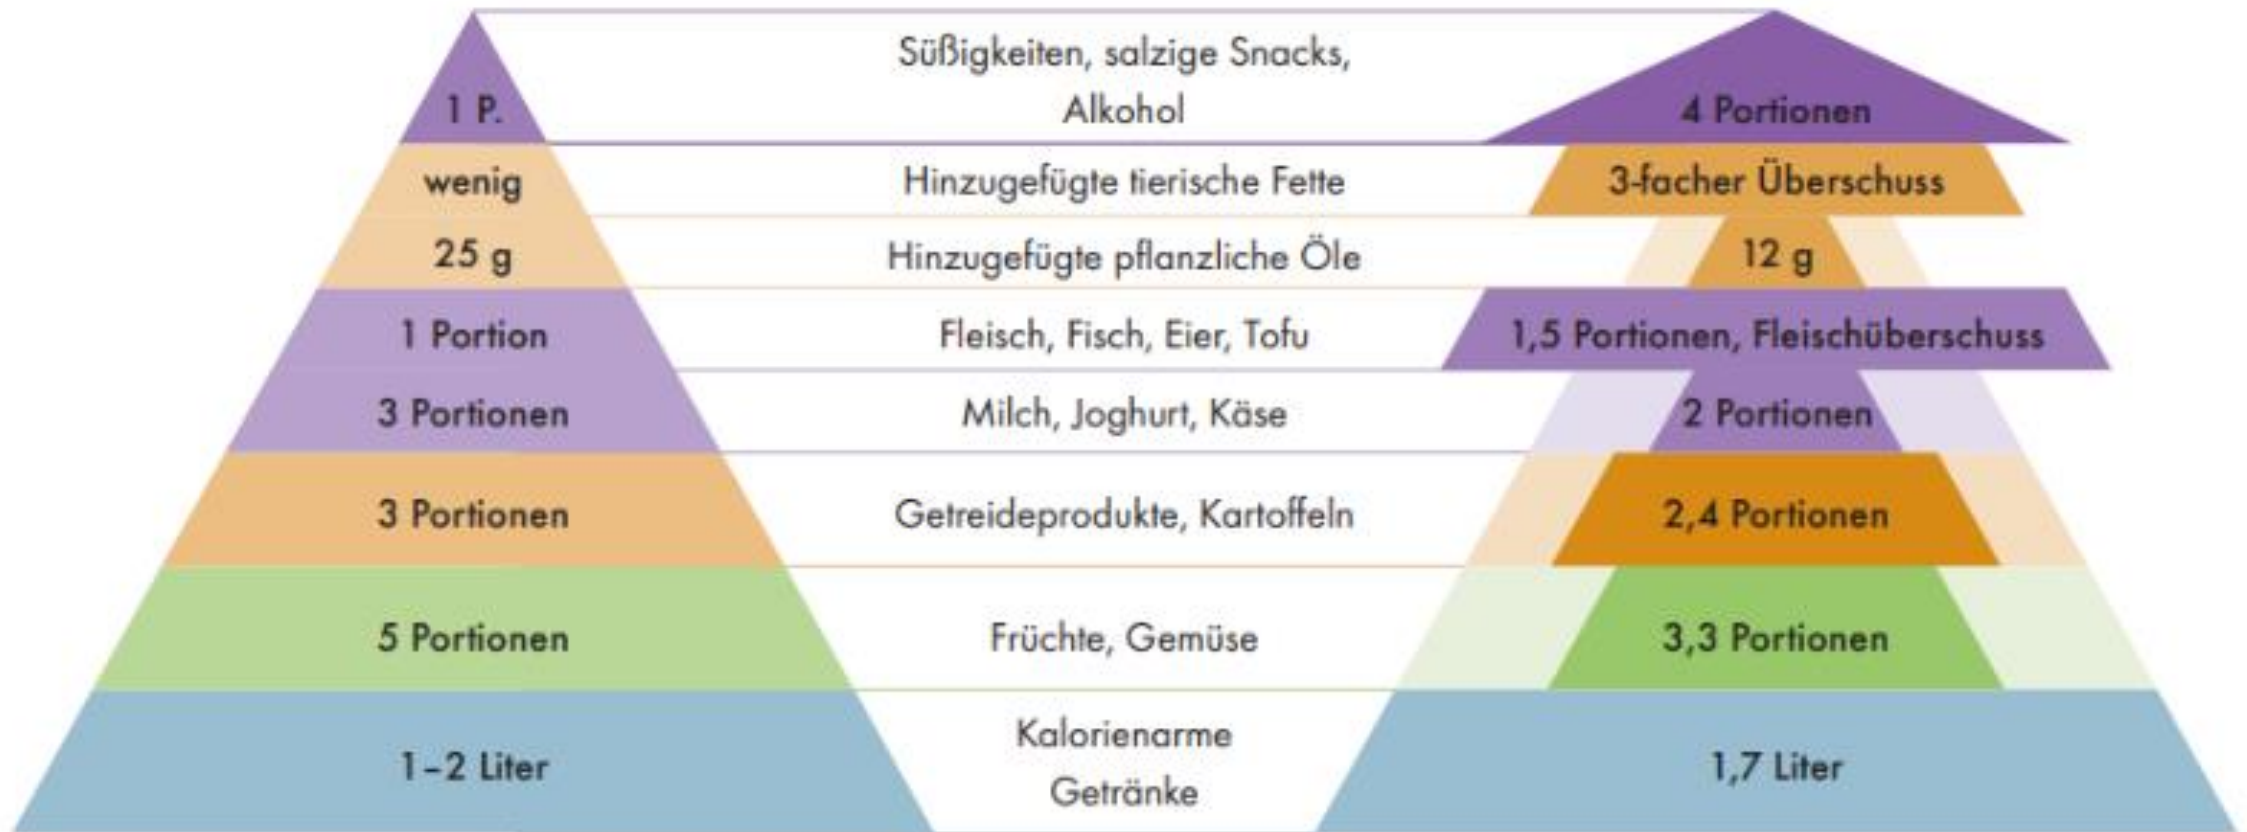 Süßigkeiten, salzige Snacks,
1 P. Alkohol 4 Portionen
wenig Hinzugefügte tierische Fette 3-facher Überschuss
25 g Hinzugefügte pflanzliche Öle 12 g
1 Portion Fleisch, Fisch, Eier, Tofu 1,5 Portionen, Fleischüberschuss
3 Portionen Milch, Joghurt, Käse 2 Portionen
3 Portionen Getreideprodukte, Kartoffeln 2,4 Portionen
5 Portionen Früchte, Gemüse 3,3 Portionen
Kalorienarme
1–2 Liter Getränke 1,7 Liter